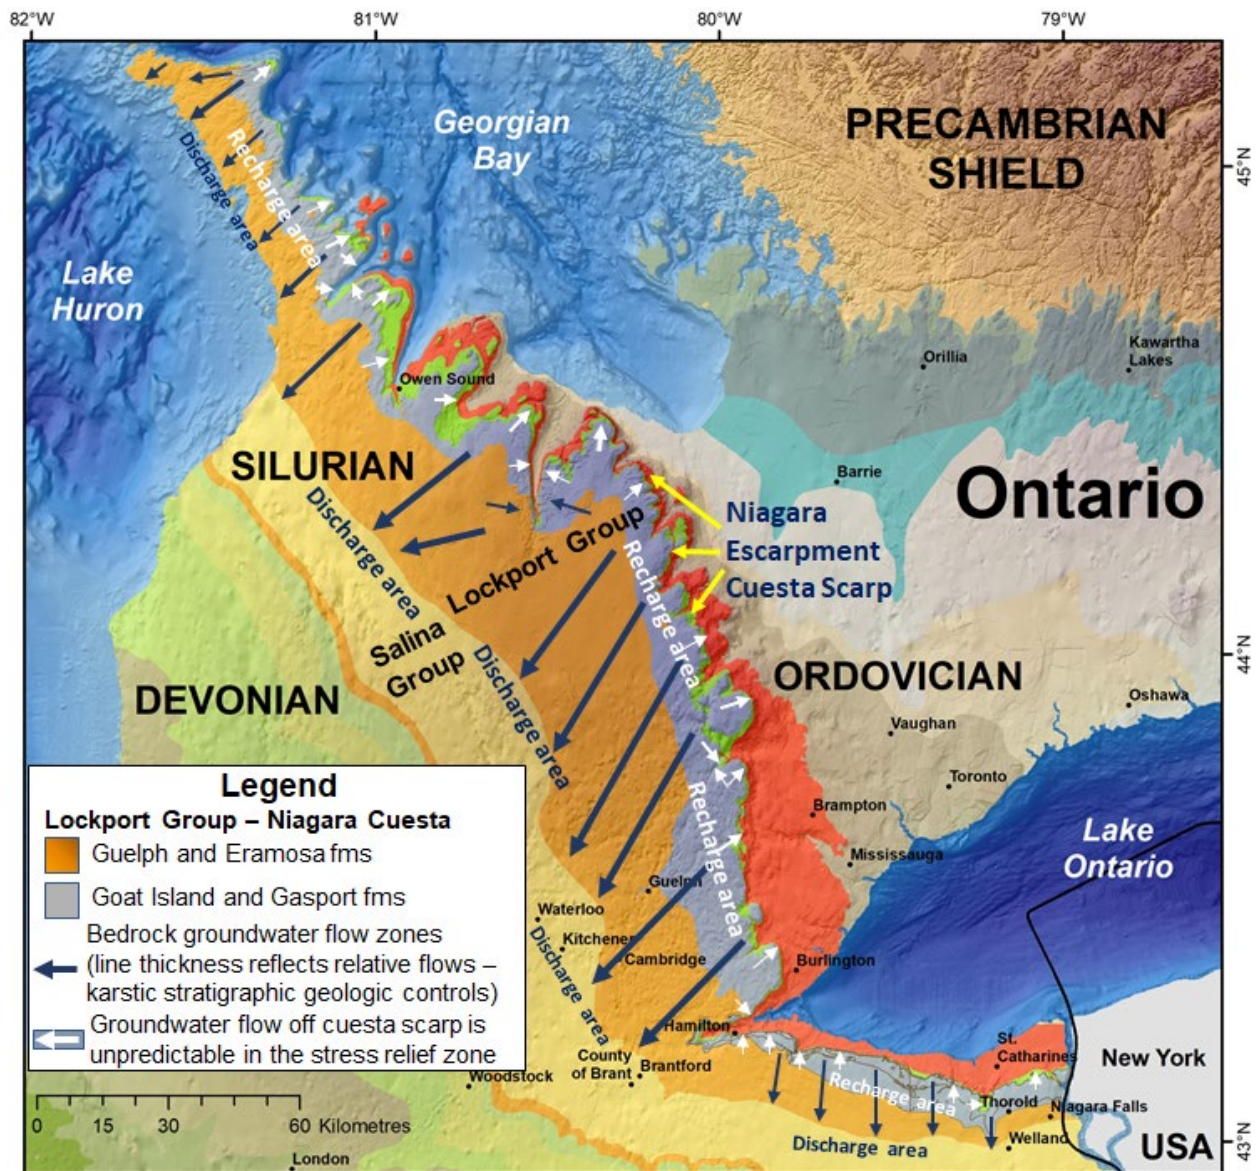 82°W
81°W
80°W
79°W
45°N
44°N
43°N
Georgian
Bay
PRECAMBRIAN
SHIELD
Discharge area
Recharge area
Lake
Huron
Orillia
Kawartha
Lakes
Owen Sound
SILURIAN
Barrie
Ontario
Discharge area
Lockport Group
Niagara
Escarpment
Cuesta Scarp
Recharge area
Salina
Group
Discharge area
DEVONIAN
ORDOVICIAN
Oshawa
Vaughan
Toronto
Brampton
Mississauga
Lake
Ontario
Recharge area
Guelph
Waterloo
Kitchener
Cambridge
Discharge area
Burlington
Hamilton
County
of Brant
Brantford
Woodstock
St.
Catharines
New York
Recharge area
Thorold
Niagara Falls
Welland
Discharge area
USA
London
Legend
Lockport Group – Niagara Cuesta
Guelph and Eramosa fms
Goat Island and Gasport fms
Bedrock groundwater flow zones
(line thickness reflects relative flows –
karstic stratigraphic geologic controls)
Groundwater flow off cuesta scarp is
unpredictable in the stress relief zone
0 15 30 60 Kilometres